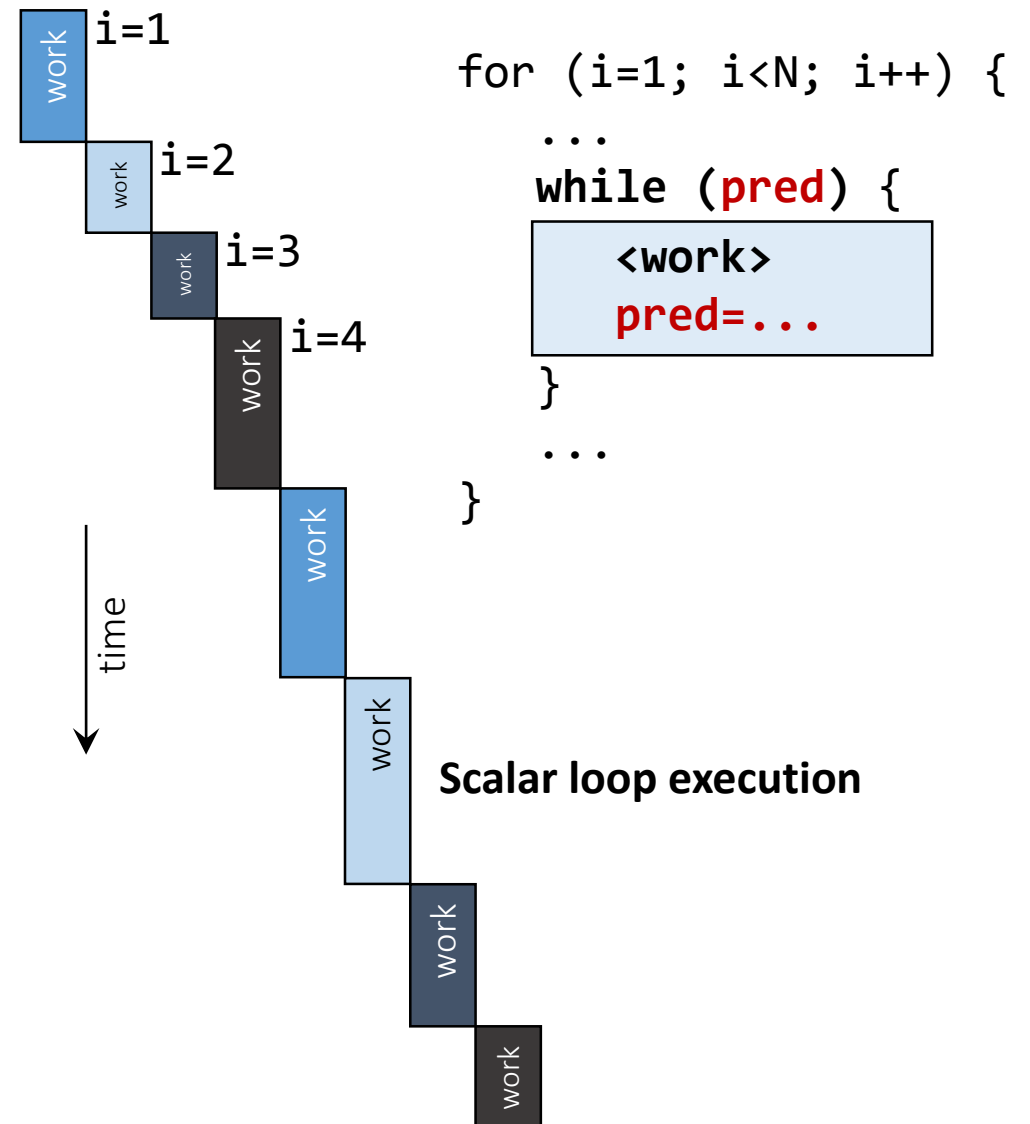 work
i=1
work
i=2
work
i=3
work
i=4
work
work
work
work
time
for (i=1; i<N; i++) {
...
while (pred) {
<work>
pred=...
}
...
}
Scalar loop execution